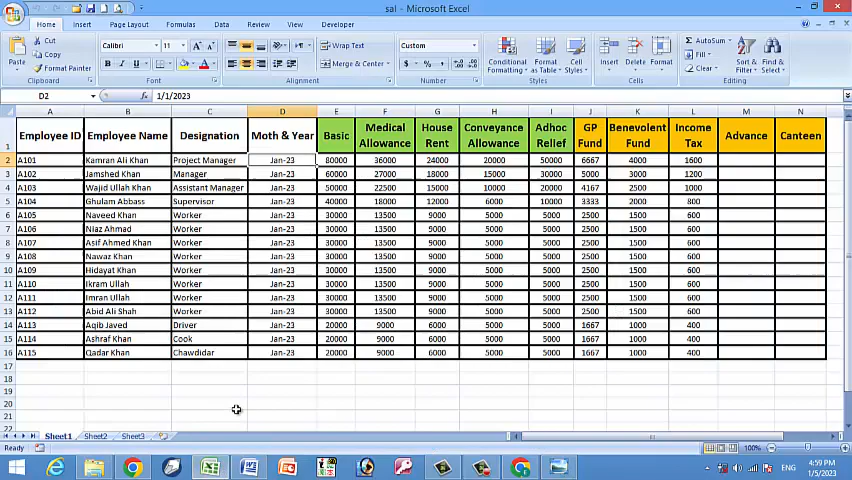 sal - Microsoft Excel
Home Insert Page Layout Formulas Data Review View Developer
Cut
Copy
Paste
Calibri 11
B I U
Wrap Text
Merge & Center
Custom
$ % ,
Conditional Formatting
Format as Table
Cell Styles
Insert Delete Format
AutoSum
Fill
Clear
Sort & Filter
Find & Select
Clipboard Font Alignment Number Styles Cells Editing
D2 1/1/2023
A B C D E F G H I J K L M N
1 Employee ID Employee Name Designation Moth & Year Basic Medical Allowance House Rent Conveyance Allowance Adhoc Relief GP Fund Benevolent Fund Income Tax Advance Canteen
2 A101 Kamran Ali Khan Project Manager Jan-23 80000 36000 24000 20000 50000 6667 4000 1600
3 A102 Jamshed Khan Manager Jan-23 60000 27000 18000 15000 30000 5000 3000 1200
4 A103 Wajid Ullah Khan Assistant Manager Jan-23 50000 22500 15000 10000 20000 4167 2500 1000
5 A104 Ghulam Abbass Supervisor Jan-23 40000 18000 12000 6000 10000 3333 2000 800
6 A105 Naveed Khan Worker Jan-23 30000 13500 9000 5000 5000 2500 1500 600
7 A106 Niaz Ahmad Worker Jan-23 30000 13500 9000 5000 5000 2500 1500 600
8 A107 Asif Ahmed Khan Worker Jan-23 30000 13500 9000 5000 5000 2500 1500 600
9 A108 Nawaz Khan Worker Jan-23 30000 13500 9000 5000 5000 2500 1500 600
10 A109 Hidayat Khan Worker Jan-23 30000 13500 9000 5000 5000 2500 1500 600
11 A110 Ikram Ullah Worker Jan-23 30000 13500 9000 5000 5000 2500 1500 600
12 A111 Imran Ullah Worker Jan-23 30000 13500 9000 5000 5000 2500 1500 600
13 A112 Abid Ali Shah Worker Jan-23 30000 13500 9000 5000 5000 2500 1500 600
14 A113 Aqib Javed Driver Jan-23 20000 9000 6000 5000 5000 1667 1000 400
15 A114 Ashraf Khan Cook Jan-23 20000 9000 6000 5000 5000 1667 1000 400
16 A115 Qadar Khan Chawdidar Jan-23 20000 9000 6000 5000 5000 1667 1000 400
17
18
19
20
21
22
Sheet1 Sheet2 Sheet3
Ready 100%
ENG 4:59 PM
1/5/2023